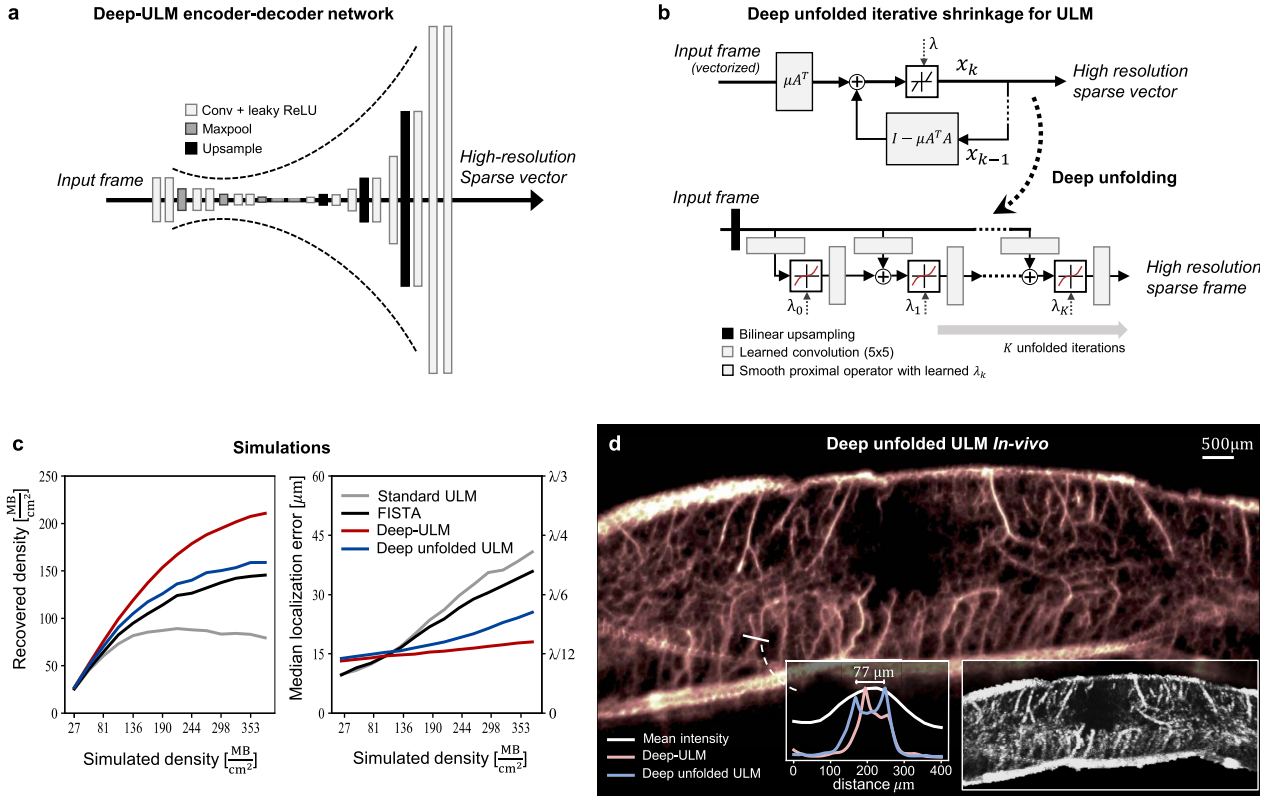 a
Deep-ULM encoder-decoder network
Conv + leaky ReLU
Maxpool
Upsample
Input frame
High-resolution
Sparse vector
b
Deep unfolded iterative shrinkage for ULM
Input frame
(vectorized)
μAᵀ
λ
x_k
High resolution
sparse vector
I − μAᵀA
x_{k−1}
Deep unfolding
Input frame
High resolution
sparse frame
λ₀
λ₁
λ_K
K unfolded iterations
Bilinear upsampling
Learned convolution (5x5)
Smooth proximal operator with learned λ_k
c
Simulations
Recovered density [MB/cm²]
250
200
150
100
50
0
27 81 136 190 244 298 353
Simulated density [MB/cm²]
Median localization error [μm]
60
45
30
15
0
λ/3
λ/4
λ/6
λ/12
0
Standard ULM
FISTA
Deep-ULM
Deep unfolded ULM
27 81 136 190 244 298 353
Simulated density [MB/cm²]
d
Deep unfolded ULM In-vivo
500μm
77 μm
Mean intensity
Deep-ULM
Deep unfolded ULM
0 100 200 300 400
distance μm